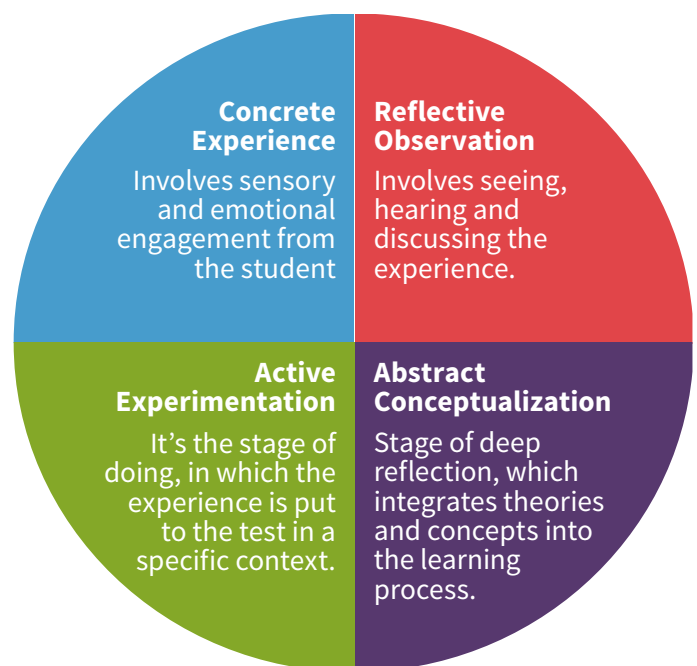 Concrete
Experience
Involves sensory
and emotional
engagement from
the student
Reflective
Observation
Involves seeing,
hearing and
discussing the
experience.
Active
Experimentation
It’s the stage of
doing, in which the
experience is put
to the test in a
specific context.
Abstract
Conceptualization
Stage of deep
reflection, which
integrates theories
and concepts into
the learning
process.